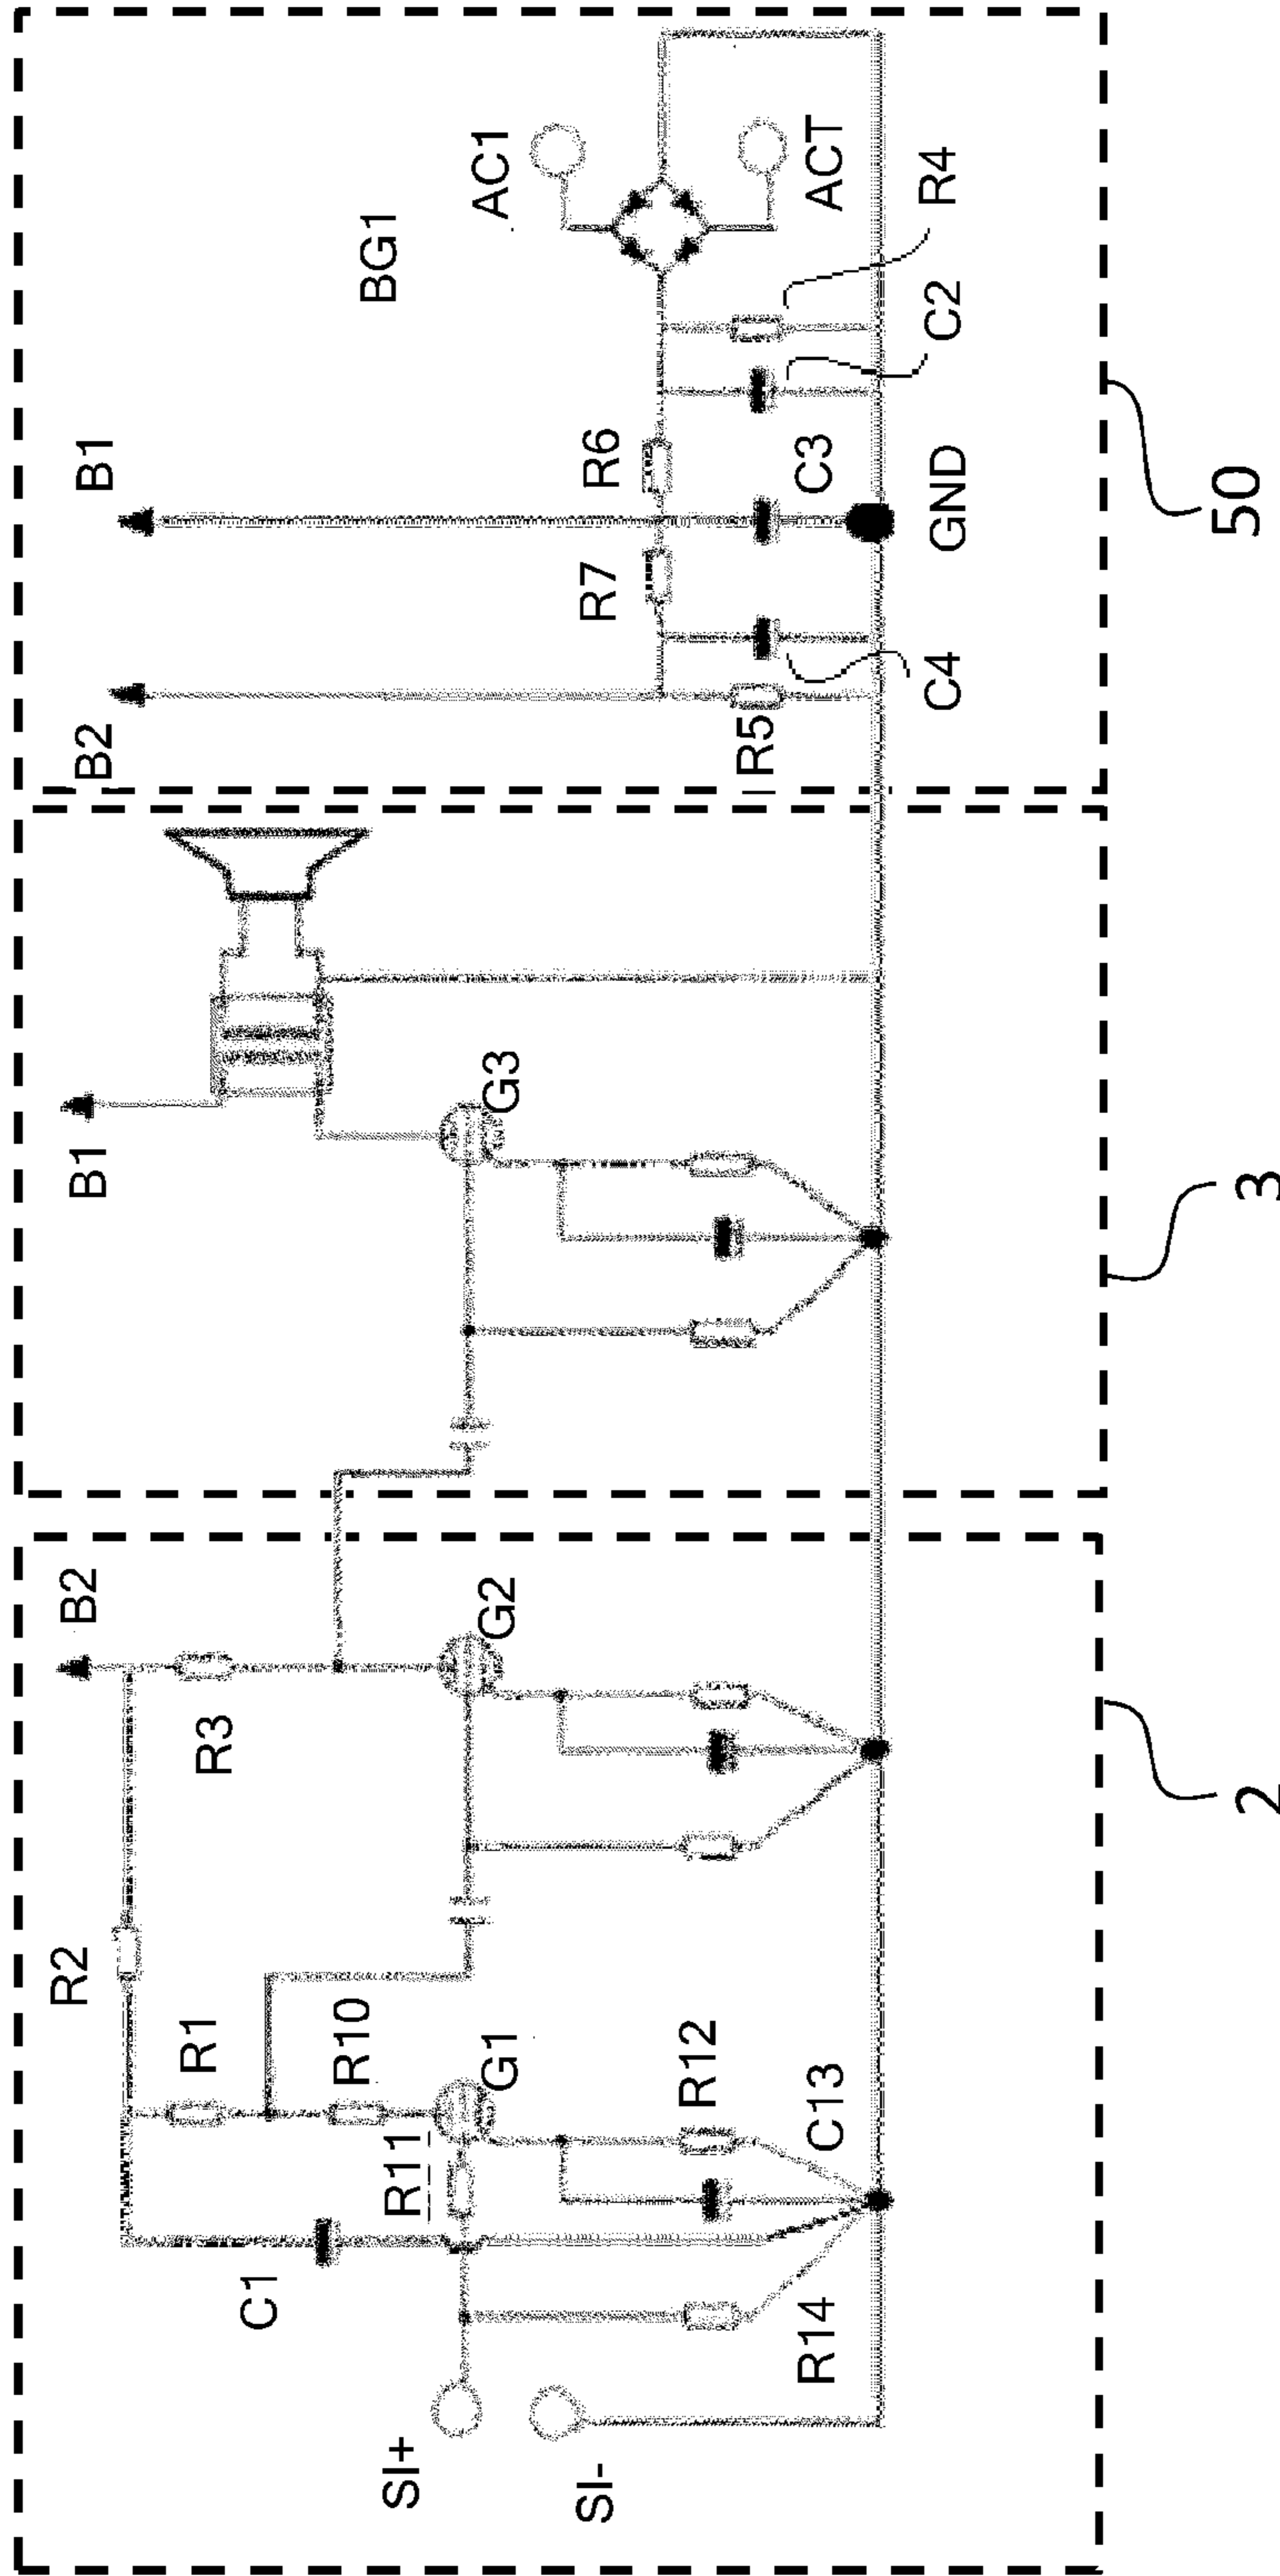 SI+
SI-
C1
R14
R11
R2
R1
R10
G1
R12
C13
R3
B2
G2
2
B1
G3
3
B2
B1
R5
R7
R6
C4
C3
GND
C2
R4
BG1
AC1
ACT
50